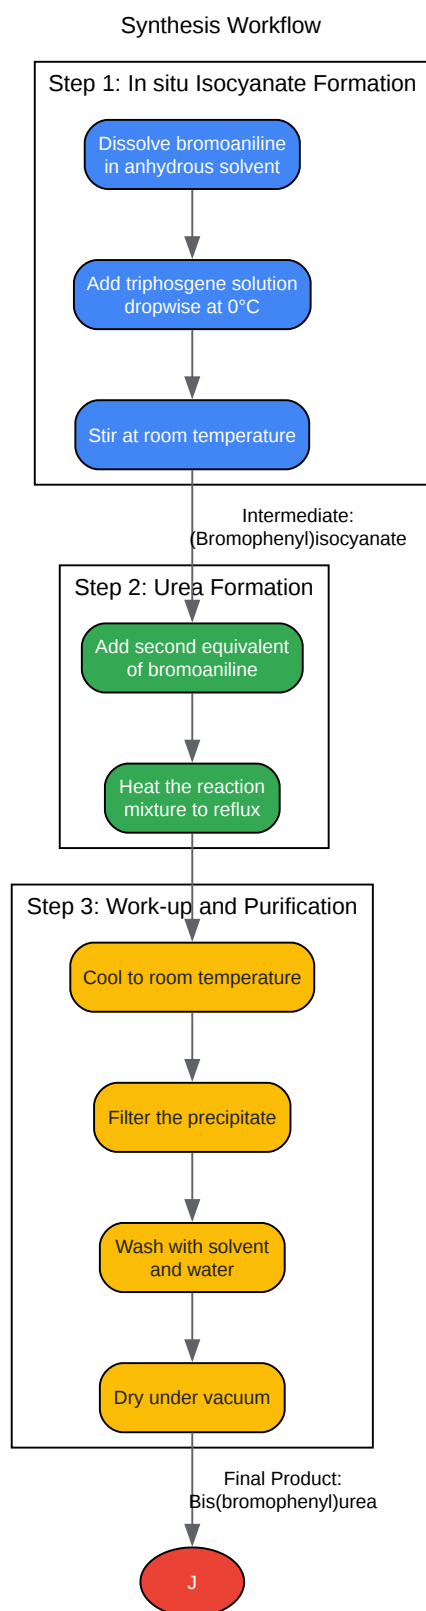 Synthesis Workflow
Step 1: In situ Isocyanate Formation
Dissolve bromoaniline
in anhydrous solvent
Add triphosgene solution
dropwise at 0°C
Stir at room temperature
Intermediate:
(Bromophenyl)isocyanate
Step 2: Urea Formation
Add second equivalent
of bromoaniline
Heat the reaction
mixture to reflux
Step 3: Work-up and Purification
Cool to room temperature
Filter the precipitate
Wash with solvent
and water
Dry under vacuum
Final Product:
Bis(bromophenyl)urea
J